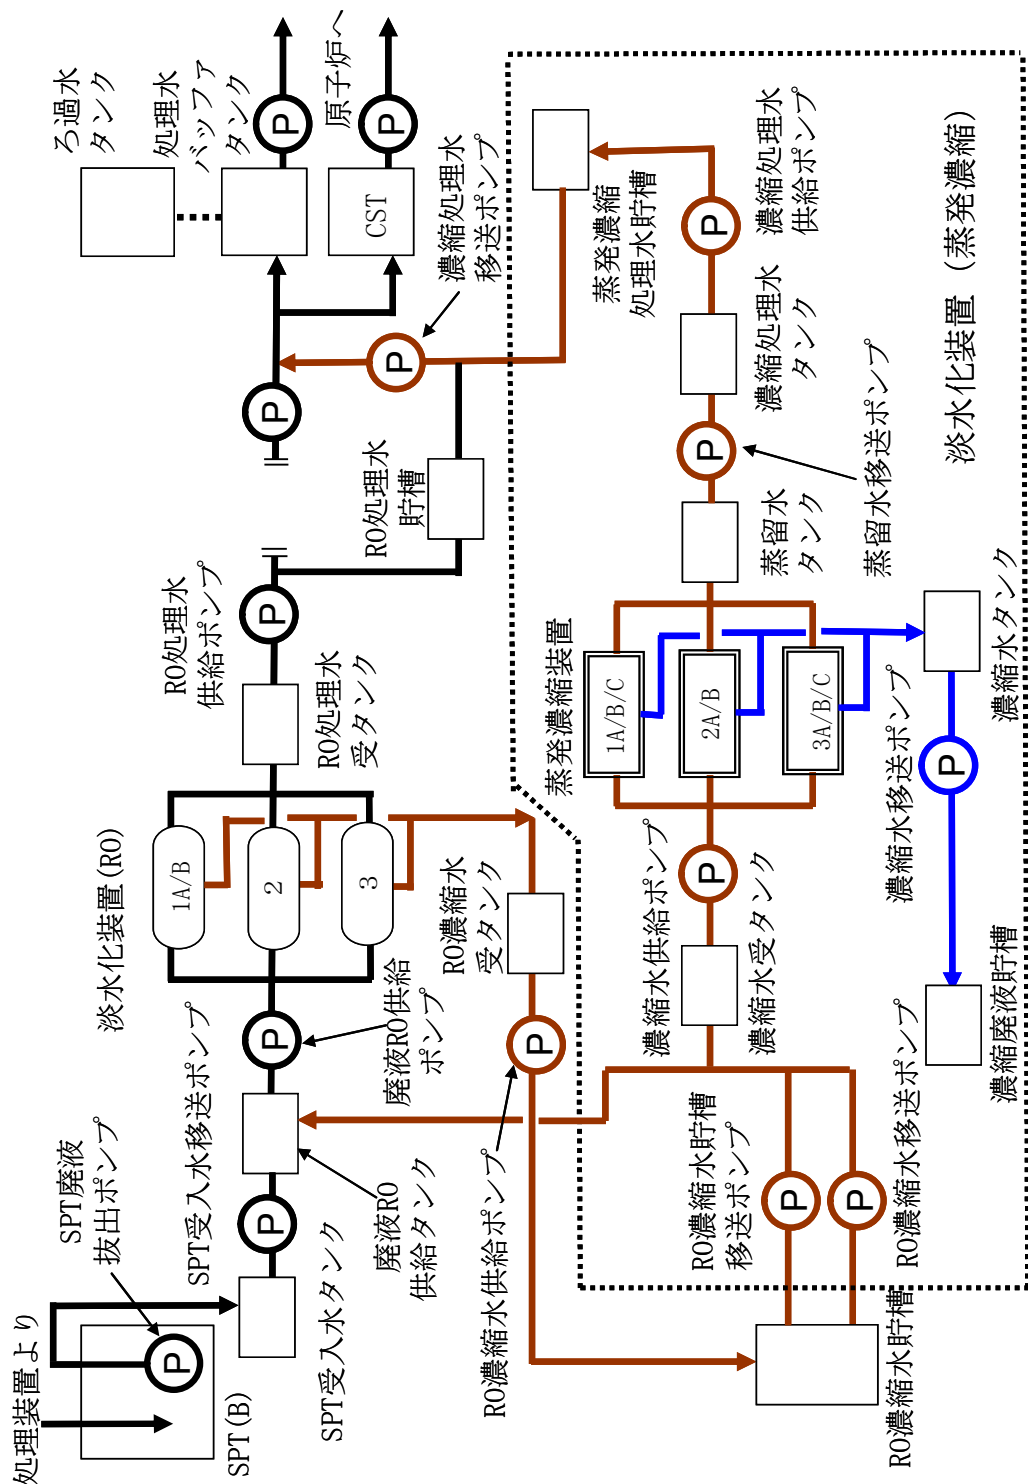 処理装置より
SPT(B)
P
SPT廃液
抜出ポンプ
SPT受入水タンク
P
SPT受入水移送ポンプ
廃液RO
供給タンク
P
廃液RO供給
ポンプ
淡水化装置(RO)
1A/B
2
3
RO濃縮水
受タンク
P
RO濃縮水供給ポンプ
RO濃縮水貯槽
RO処理水
受タンク
P
RO処理水
供給ポンプ
RO処理水
貯槽
P
P
濃縮処理水
移送ポンプ
ろ過水
タンク
処理水
バッファ
タンク
P
CST
P
原子炉へ
P
RO濃縮水貯槽
移送ポンプ
P
RO濃縮水移送ポンプ
濃縮水受タンク
P
濃縮水供給ポンプ
蒸発濃縮装置
1A/B/C
2A/B
3A/B/C
蒸留水
タンク
P
蒸留水移送ポンプ
濃縮処理水
タンク
P
濃縮処理水
供給ポンプ
蒸発濃縮
処理水貯槽
濃縮水タンク
P
濃縮水移送ポンプ
濃縮廃液貯槽
淡水化装置(蒸発濃縮)